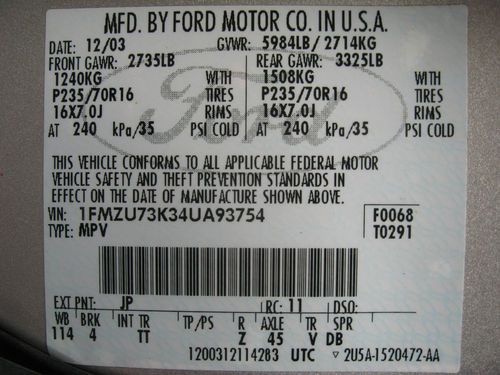 MFD. BY FORD MOTOR CO. IN U.S.A.
DATE: 12/03 GVWR: 5984LB/ 2714KG
FRONT GAWR: 2735LB REAR GAWR: 3325LB
1240KG WITH 1508KG WITH
P235/70R16 TIRES P235/70R16 TIRES
16X7.0J RIMS 16X7.0J RIMS
AT 240 kPa/35 PSI COLD AT 240 kPa/35 PSI COLD
Ford
THIS VEHICLE CONFORMS TO ALL APPLICABLE FEDERAL MOTOR
VEHICLE SAFETY AND THEFT PREVENTION STANDARDS IN
EFFECT ON THE DATE OF MANUFACTURE SHOWN ABOVE.
VIN: 1FMZU73K34UA93754 F0068
TYPE: MPV T0291
EXT PNT: JP RC: 11 DSO:
WB BRK INT TR TP/PS R AXLE TR SPR
114 4 TT Z 45 V DB
1200312114283 UTC 2U5A-1520472-AA